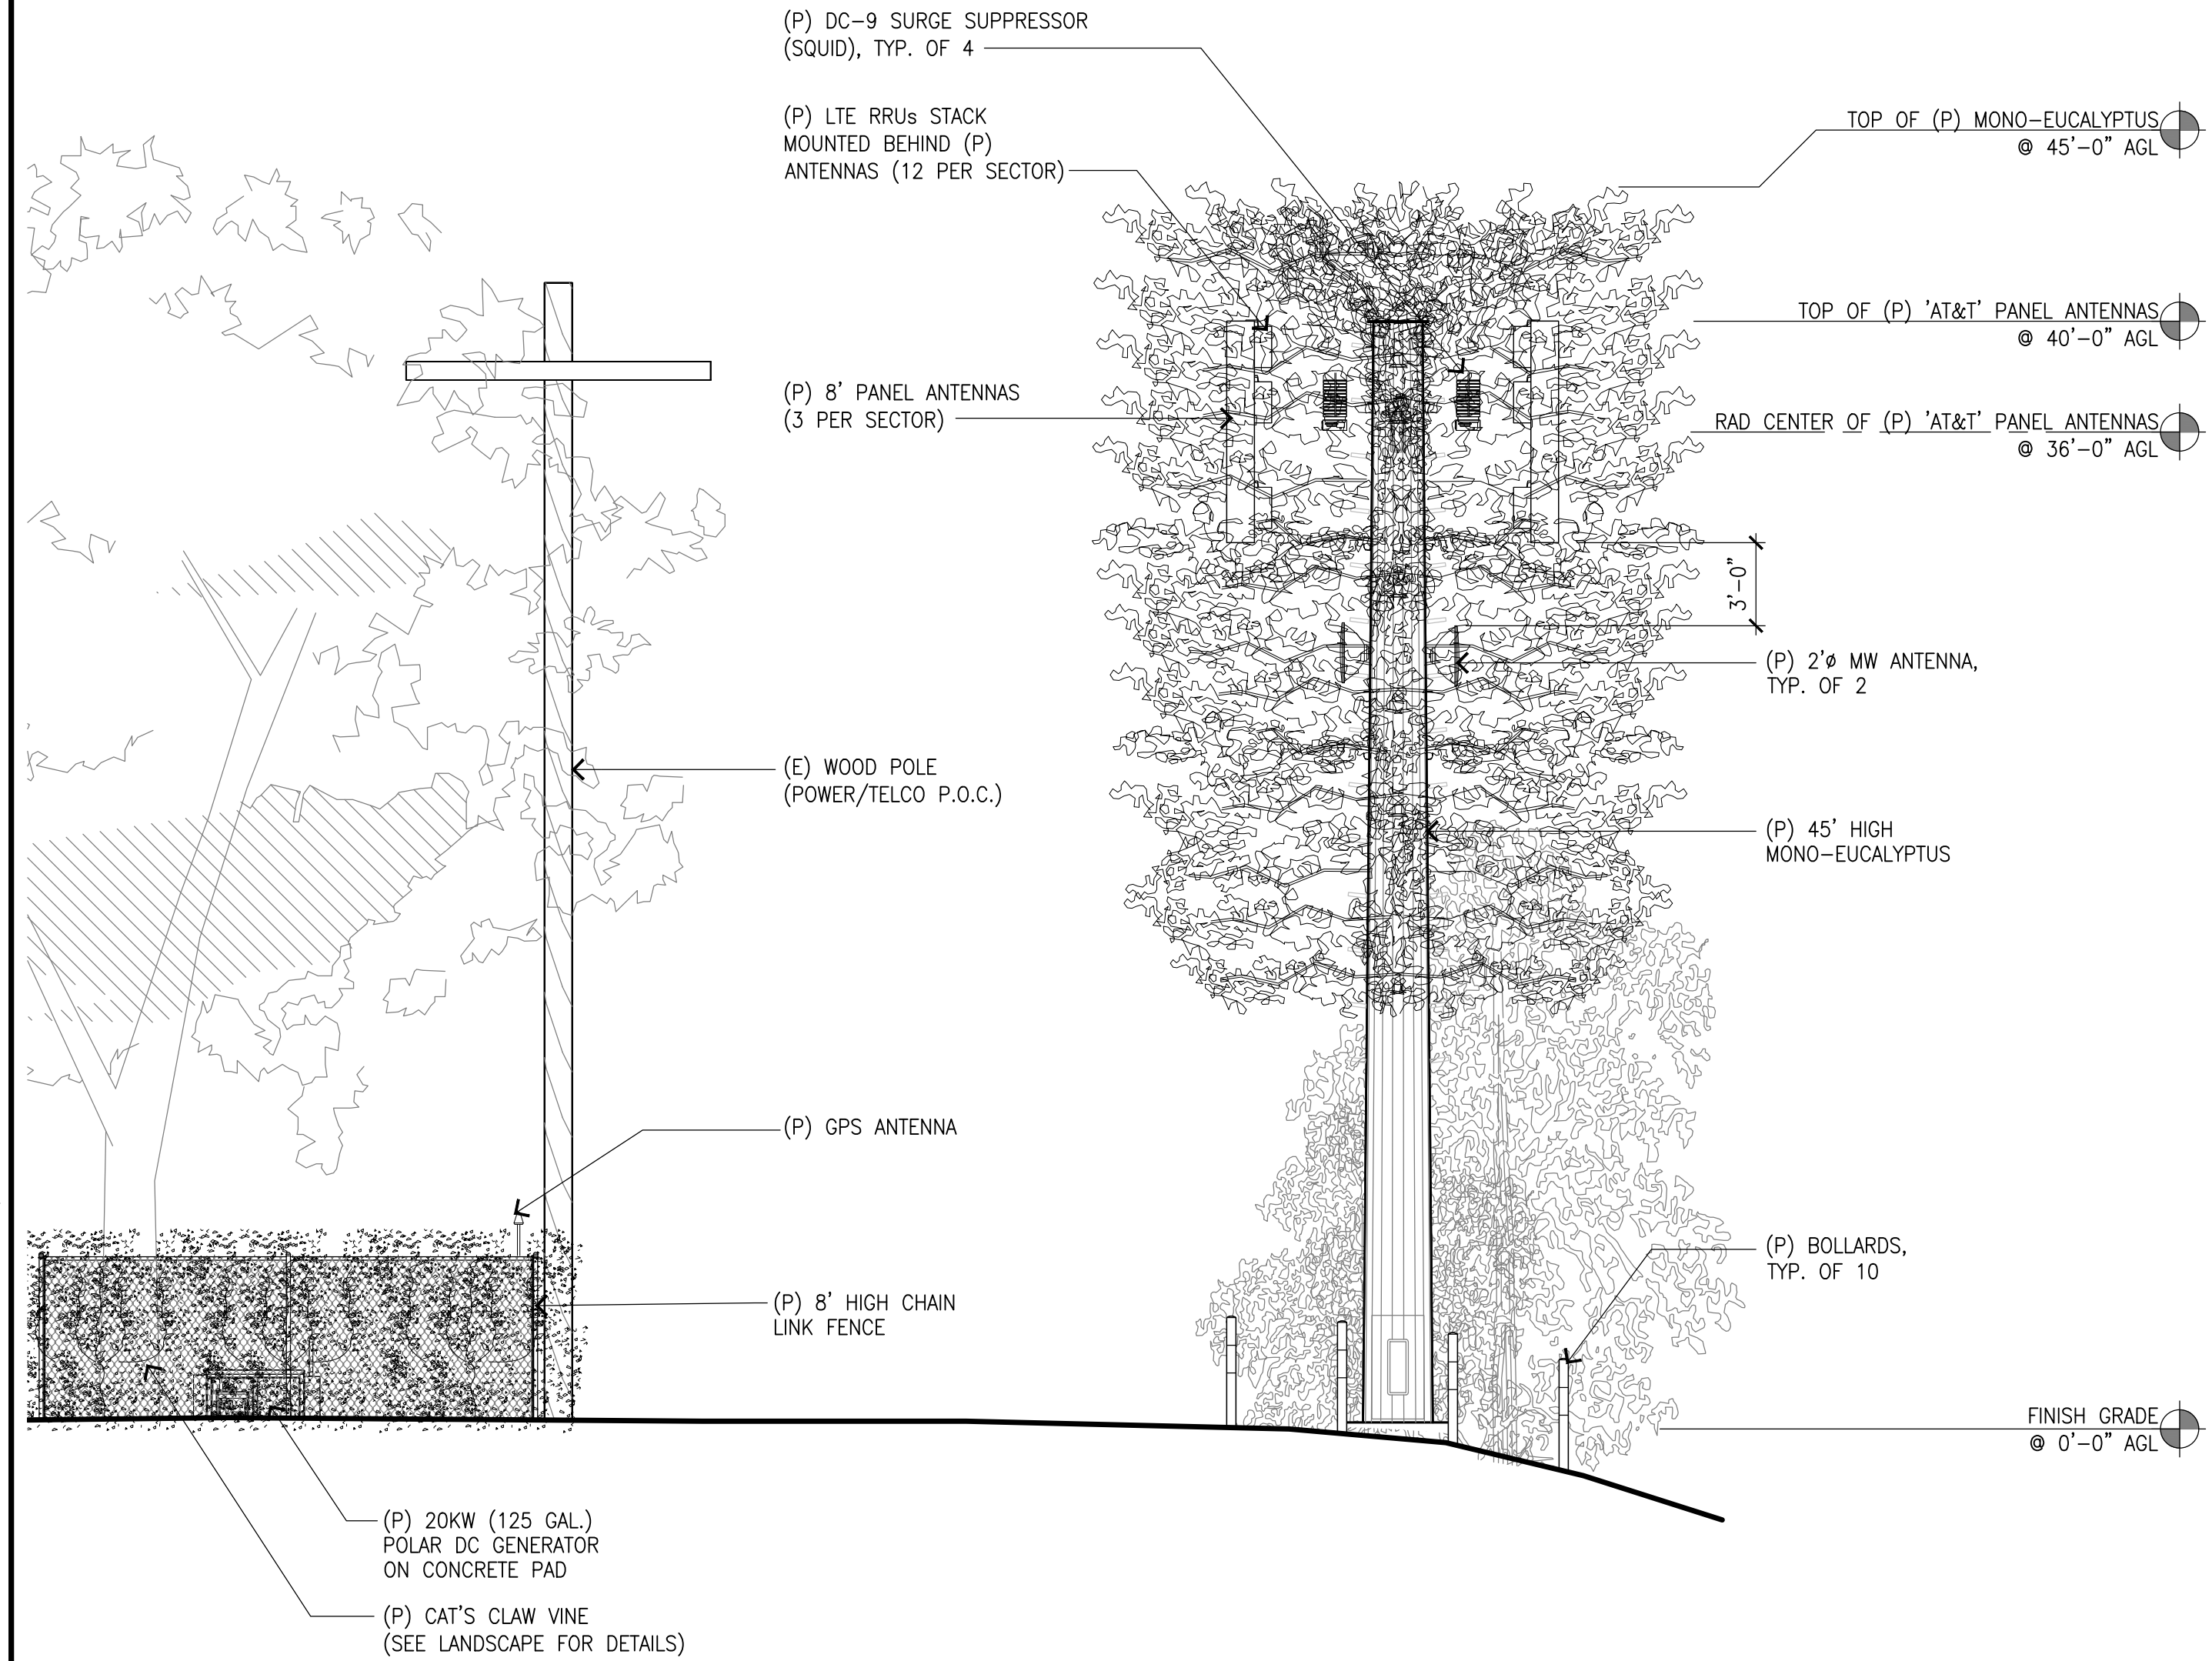 (P) DC-9 SURGE SUPPRESSOR
(SQUID), TYP. OF 4
(P) LTE RRUs STACK
MOUNTED BEHIND (P)
ANTENNAS (12 PER SECTOR)
(P) 8' PANEL ANTENNAS
(3 PER SECTOR)
(E) WOOD POLE
(POWER/TELCO P.O.C.)
(P) GPS ANTENNA
(P) 8' HIGH CHAIN
LINK FENCE
(P) 20KW (125 GAL.)
POLAR DC GENERATOR
ON CONCRETE PAD
(P) CAT'S CLAW VINE
(SEE LANDSCAPE FOR DETAILS)
TOP OF (P) MONO-EUCALYPTUS
@ 45'-0" AGL
TOP OF (P) 'AT&T' PANEL ANTENNAS
@ 40'-0" AGL
RAD CENTER OF (P) 'AT&T' PANEL ANTENNAS
@ 36'-0" AGL
3'-0"
(P) 2'ø MW ANTENNA,
TYP. OF 2
(P) 45' HIGH
MONO-EUCALYPTUS
(P) BOLLARDS,
TYP. OF 10
FINISH GRADE
@ 0'-0" AGL